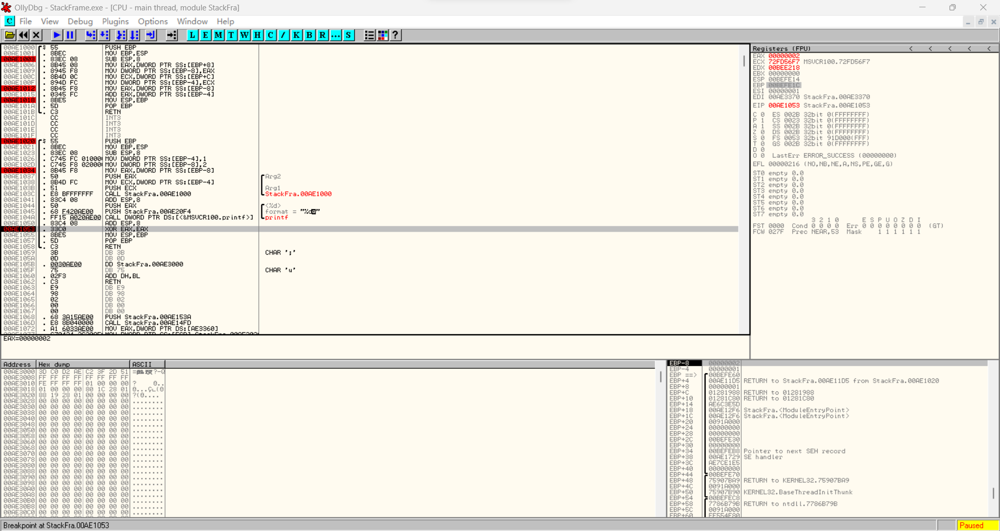 OllyDbg - StackFrame.exe - [CPU - main thread, module StackFra]
C File View Debug Plugins Options Window Help
L E M T W H C / K B R ... S ?
00AE1000 $ 55 PUSH EBP
00AE1001 . 8BEC MOV EBP,ESP
00AE1003 . 83EC 08 SUB ESP,8
00AE1006 . 8B45 08 MOV EAX,DWORD PTR SS:[EBP+8]
00AE1009 . 8945 F8 MOV DWORD PTR SS:[EBP-8],EAX
00AE100C . 8B4D 0C MOV ECX,DWORD PTR SS:[EBP+C]
00AE100F . 894D FC MOV DWORD PTR SS:[EBP-4],ECX
00AE1012 . 8B45 F8 MOV EAX,DWORD PTR SS:[EBP-8]
00AE1015 . 0345 FC ADD EAX,DWORD PTR SS:[EBP-4]
00AE1018 . 8BE5 MOV ESP,EBP
00AE101A . 5D POP EBP
00AE101B . C3 RETN
00AE101C CC INT3
00AE101D CC INT3
00AE101E CC INT3
00AE101F CC INT3
00AE1020 $ 55 PUSH EBP
00AE1021 . 8BEC MOV EBP,ESP
00AE1023 . 83EC 08 SUB ESP,8
00AE1026 . C745 FC 01000 MOV DWORD PTR SS:[EBP-4],1
00AE102D . C745 F8 02000 MOV DWORD PTR SS:[EBP-8],2
00AE1034 . 8B45 F8 MOV EAX,DWORD PTR SS:[EBP-8]
00AE1037 . 50 PUSH EAX Arg2
00AE1038 . 8B4D FC MOV ECX,DWORD PTR SS:[EBP-4]
00AE103B . 51 PUSH ECX Arg1
00AE103C . E8 BFFFFFFF CALL StackFra.00AE1000 StackFra.00AE1000
00AE1041 . 83C4 08 ADD ESP,8
00AE1044 . 50 PUSH EAX <%d>
00AE1045 . 68 F420AE00 PUSH StackFra.00AE20F4 format = "%d"
00AE104A . FF15 A020AE00 CALL DWORD PTR DS:[<&MSVCR100.printf>] printf
00AE1050 . 83C4 08 ADD ESP,8
00AE1053 . 33C0 XOR EAX,EAX
00AE1055 . 8BE5 MOV ESP,EBP
00AE1057 . 5D POP EBP
00AE1058 . C3 RETN
00AE1059 3B DB 3B CHAR ';'
00AE105A 0D DB 0D
00AE105B . 0030AE00 DD StackFra.00AE3000
00AE105F 75 DB 75 CHAR 'u'
00AE1060 . 02F3 ADD DH,BL
00AE1062 . C3 RETN
00AE1063 E9 DB E9
00AE1064 98 DB 98
00AE1065 02 DB 02
00AE1066 00 DB 00
00AE1067 00 DB 00
00AE1068 . 68 3A15AE00 PUSH StackFra.00AE153A
00AE106D . E8 8B040000 CALL StackFra.00AE14FD
00AE1072 . A1 6033AE00 MOV EAX,DWORD PTR DS:[AE3360]
EAX=00000002
Registers (FPU) < < < < <
EAX 00000002
ECX 72FD56F7 MSVCR100.72FD56F7
EDX 00BEE218
EBX 00000000
ESP 00BEFE14
EBP 00BEFE1C
ESI 00000001
EDI 00AE3370 StackFra.00AE3370
EIP 00AE1053 StackFra.00AE1053
C 0 ES 002B 32bit 0(FFFFFFFF)
P 1 CS 0023 32bit 0(FFFFFFFF)
A 1 SS 002B 32bit 0(FFFFFFFF)
Z 0 DS 002B 32bit 0(FFFFFFFF)
S 0 FS 0053 32bit 91D000(FFF)
T 0 GS 002B 32bit 0(FFFFFFFF)
D 0
O 0 LastErr ERROR_SUCCESS (00000000)
EFL 00000216 (NO,NB,NE,A,NS,PE,GE,G)
ST0 empty 0.0
ST1 empty 0.0
ST2 empty 0.0
ST3 empty 0.0
ST4 empty 0.0
ST5 empty 0.0
ST6 empty 0.0
ST7 empty 0.0
3 2 1 0 E S P U O Z D I
FST 0000 Cond 0 0 0 0 Err 0 0 0 0 0 0 0 0 (GT)
FCW 027F Prec NEAR,53 Mask 1 1 1 1 1 1
Address Hex dump ASCII
00AE3000 3D C0 D2 AE C2 3F 2D 51
00AE3008 FF FF FF FF FF FF FF FF
00AE3010 FE FF FF FF 01 00 00 00
00AE3018 01 00 00 00 80 1C 28 01
00AE3020 88 19 28 01 00 00 00 00
00AE3028 00 00 00 00 00 00 00 00 ........
00AE3030 00 00 00 00 00 00 00 00 ........
00AE3038 00 00 00 00 00 00 00 00 ........
00AE3040 00 00 00 00 00 00 00 00 ........
00AE3048 00 00 00 00 00 00 00 00 ........
00AE3050 00 00 00 00 00 00 00 00 ........
00AE3058 00 00 00 00 00 00 00 00 ........
00AE3060 00 00 00 00 00 00 00 00 ........
00AE3068 00 00 00 00 00 00 00 00 ........
00AE3070 00 00 00 00 00 00 00 00 ........
00AE3078 00 00 00 00 00 00 00 00 ........
00AE3080 00 00 00 00 00 00 00 00 ........
00AE3088 00 00 00 00 00 00 00 00 ........
00AE3090 00 00 00 00 00 00 00 00 ........
00AE3098 00 00 00 00 00 00 00 00 ........
00AE30A0 00 00 00 00 00 00 00 00 ........
00AE30A8 00 00 00 00 00 00 00 00 ........
00AE30B0 00 00 00 00 00 00 00 00 ........
00AE30B8 00 00 00 00 00 00 00 00 ........
00AE30C0 00 00 00 00 00 00 00 00 ........
EBP-8 00000002
EBP-4 00000001
EBP ==> 00BEFE60
EBP+4 00AE11D5 RETURN to StackFra.00AE11D5 from StackFra.00AE1020
EBP+8 00000001
EBP+C 01281988 RETURN to 01281988
EBP+10 01281C80 RETURN to 01281C80
EBP+14 AE6C3E5D
EBP+18 00AE12F6 StackFra.<ModuleEntryPoint>
EBP+1C 00AE12F6 StackFra.<ModuleEntryPoint>
EBP+20 0091A000
EBP+24 00000000
EBP+28 00000000
EBP+2C 00BEFE30
EBP+30 00000000
EBP+34 00BEFEB8 Pointer to next SEH record
EBP+38 00AE1729 SE handler
EBP+3C AE7CE1E5
EBP+40 00000000
EBP+44 00BEFE70
EBP+48 75907BA9 RETURN to KERNEL32.75907BA9
EBP+4C 0091A000
EBP+50 75907B90 KERNEL32.BaseThreadInitThunk
EBP+54 00BEFEC8
EBP+58 7786B79B RETURN to ntdll.7786B79B
EBP+5C 0091A000
EBP+60 FF554F80
Breakpoint at StackFra.00AE1053
Paused